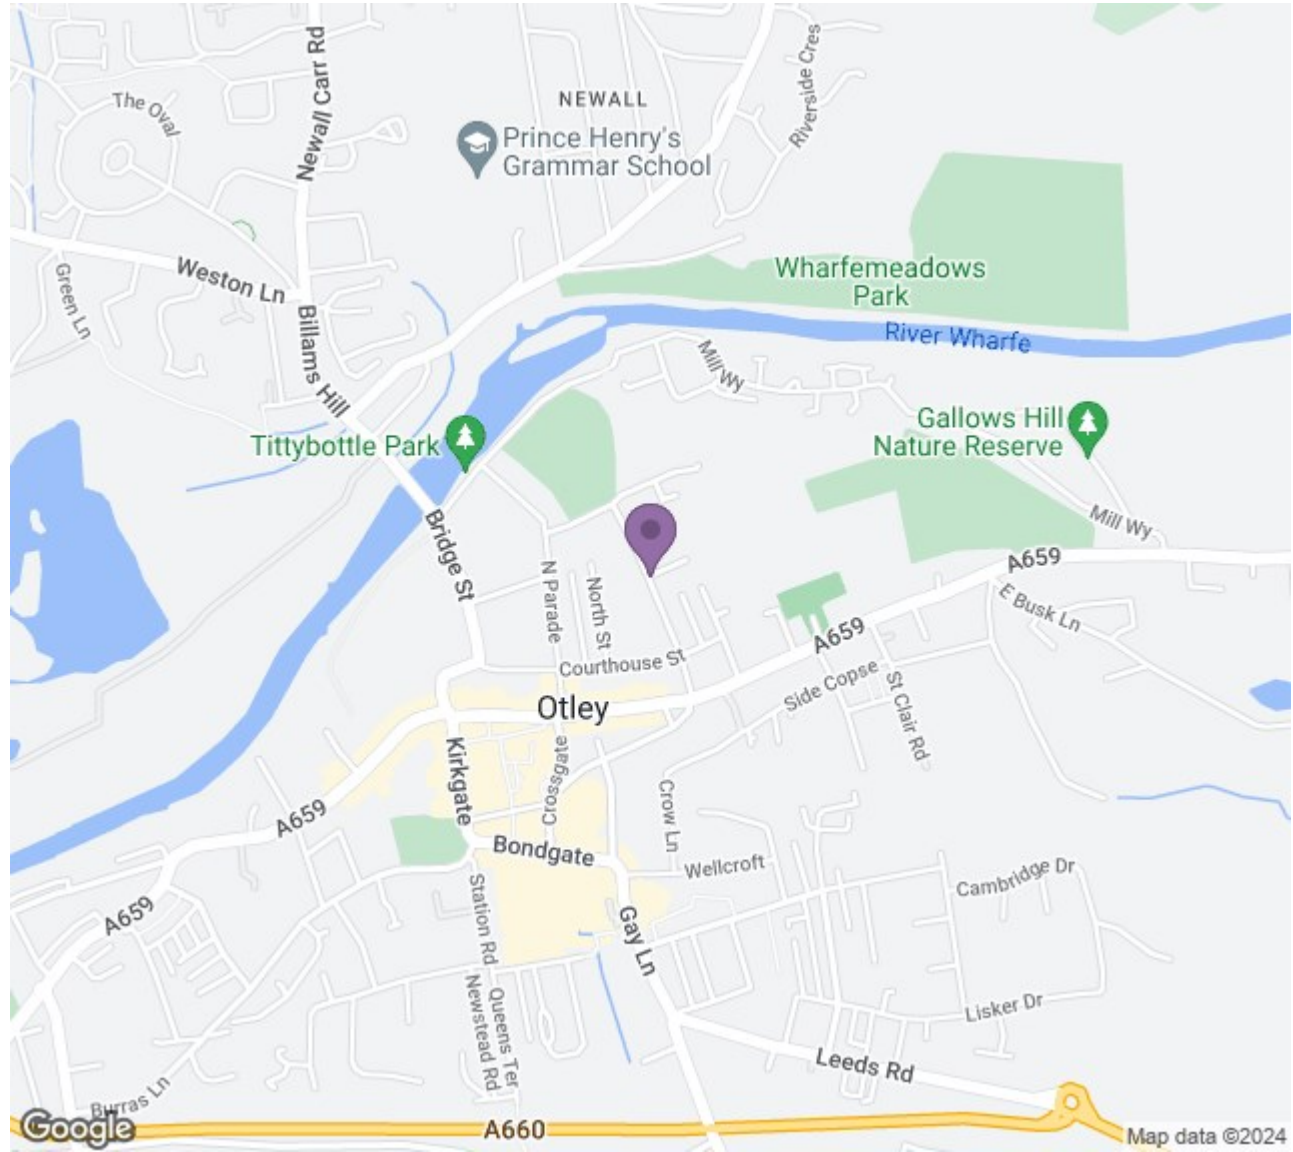 Newall Carr Rd
The Oval
NEWALL
Riverside Cres
Prince Henry's
Grammar School
Weston Ln
Green Ln
Wharfemeadows
Park
River Wharfe
Billams Hill
Mill Wy
Tittybottle Park
Gallows Hill
Nature Reserve
Mill Wy
Bridge St
A659
N Parade
North St
E Busk Ln
A659
Courthouse St
Side Copse
St Clair Rd
Otley
Kirkgate
Crossgate
A659
Crow Ln
Bondgate
Wellcroft
Cambridge Dr
A659
Station Rd
Gay Ln
Queens Ter
Newstead Rd
Lisker Dr
Leeds Rd
Burras Ln
Google
A660
Map data ©2024